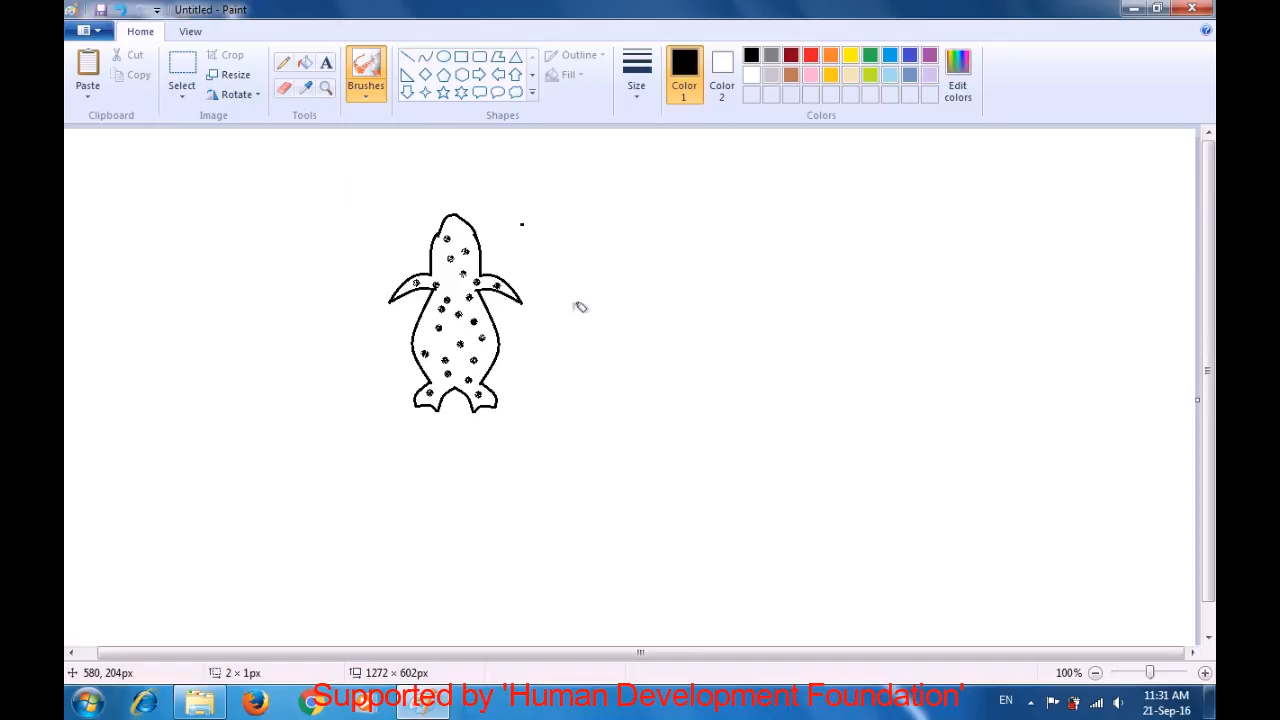 Untitled - Paint
Home View
Paste
Cut
Copy
Clipboard
Select
Crop
Resize
Rotate
Image
A
Tools
Brushes
Outline
Fill
Shapes
Size
Color 1
Color 2
Edit colors
Colors
580, 204px
2 × 1px
1272 × 602px
100%
EN
11:31 AM
21-Sep-16
Supported by 'Human Development Foundation'